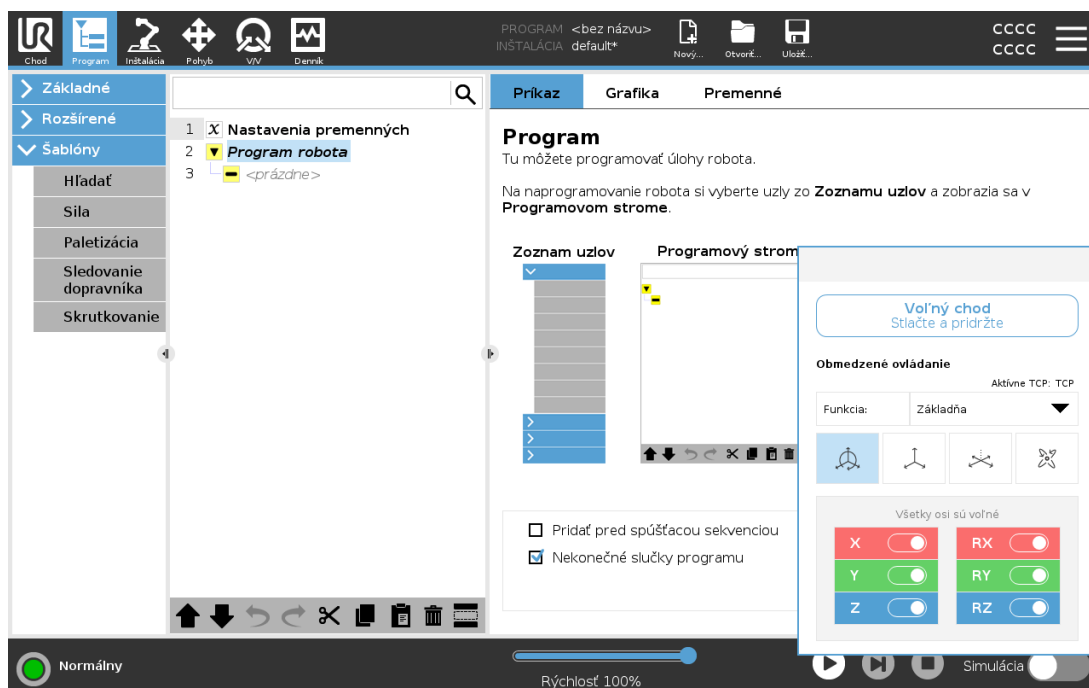 PROGRAM <bez názvu>
INŠTALÁCIA default*
Chod
Program
Inštalácia
Pohyb
V/V
Denník
Nový...
Otvoriť...
Uložiť...
CCCC
CCCC
Základné
Rozšírené
Šablóny
Hľadať
Sila
Paletizácia
Sledovanie
dopravníka
Skrutkovanie
1 x Nastavenia premenných
2 Program robota
3 <prázdne>
Príkaz
Grafika
Premenné
Program
Tu môžete programovať úlohy robota.
Na naprogramovanie robota si vyberte uzly zo Zoznamu uzlov a zobrazia sa v
Programovom strome.
Zoznam uzlov
Programový strom
Pridať pred spúšťacou sekvenciou
Nekonečné slučky programu
Voľný chod
Stlačte a pridržte
Obmedzené ovládanie
Aktívne TCP: TCP
Funkcia:
Základňa
Všetky osi sú voľné
X
RX
Y
RY
Z
RZ
Normálny
Rýchlosť 100%
Simulácia